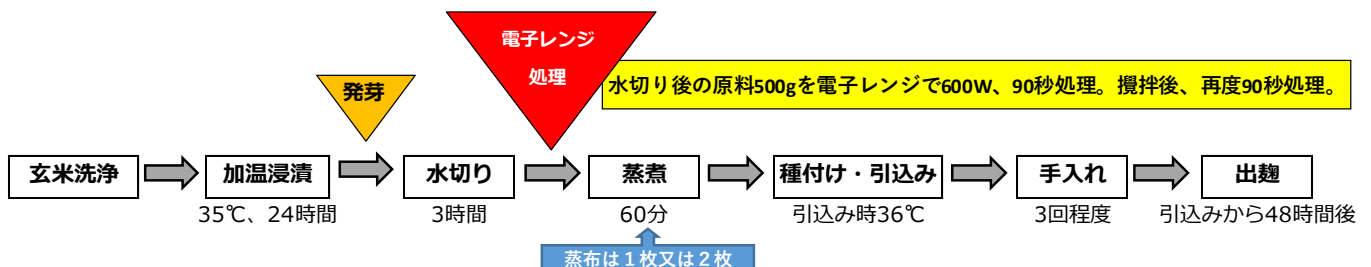 電子レンジ
処理
発芽
水切り後の原料500gを電子レンジで600W、90秒処理。攪拌後、再度90秒処理。
玄米洗浄
加温浸漬
水切り
蒸煮
種付け・引込み
手入れ
出麹
35℃、24時間
3時間
60分
引込み時36℃
3回程度
引込みから48時間後
蒸布は１枚又は２枚